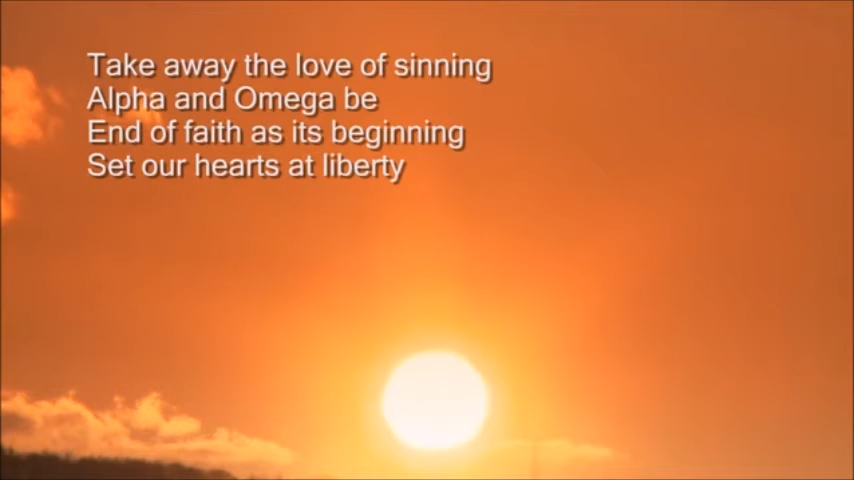 Take away the love of sinning
Alpha and Omega be
End of faith as its beginning
Set our hearts at liberty